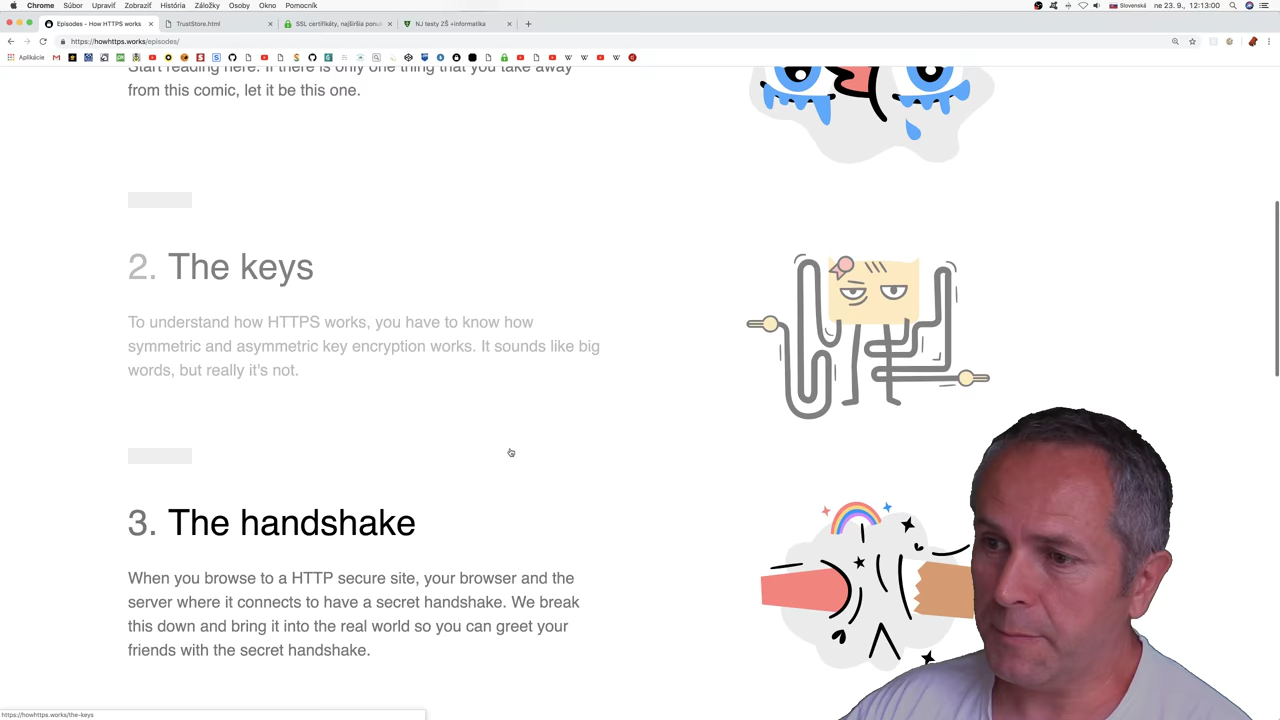 Chrome Súbor Upraviť Zobraziť História Záložky Osoby Okno Pomocník
Slovenská ne 23. 9., 12:13:00
Episodes - How HTTPS works
TrustStore.html
SSL certifikáty, najširšia ponuk
NJ testy ZŠ +informatika
https://howhttps.works/episodes/
Aplikácie
Start reading here. If there is only one thing that you take away
from this comic, let it be this one.
2. The keys
To understand how HTTPS works, you have to know how
symmetric and asymmetric key encryption works. It sounds like big
words, but really it's not.
3. The handshake
When you browse to a HTTP secure site, your browser and the
server where it connects to have a secret handshake. We break
this down and bring it into the real world so you can greet your
friends with the secret handshake.
https://howhttps.works/the-keys